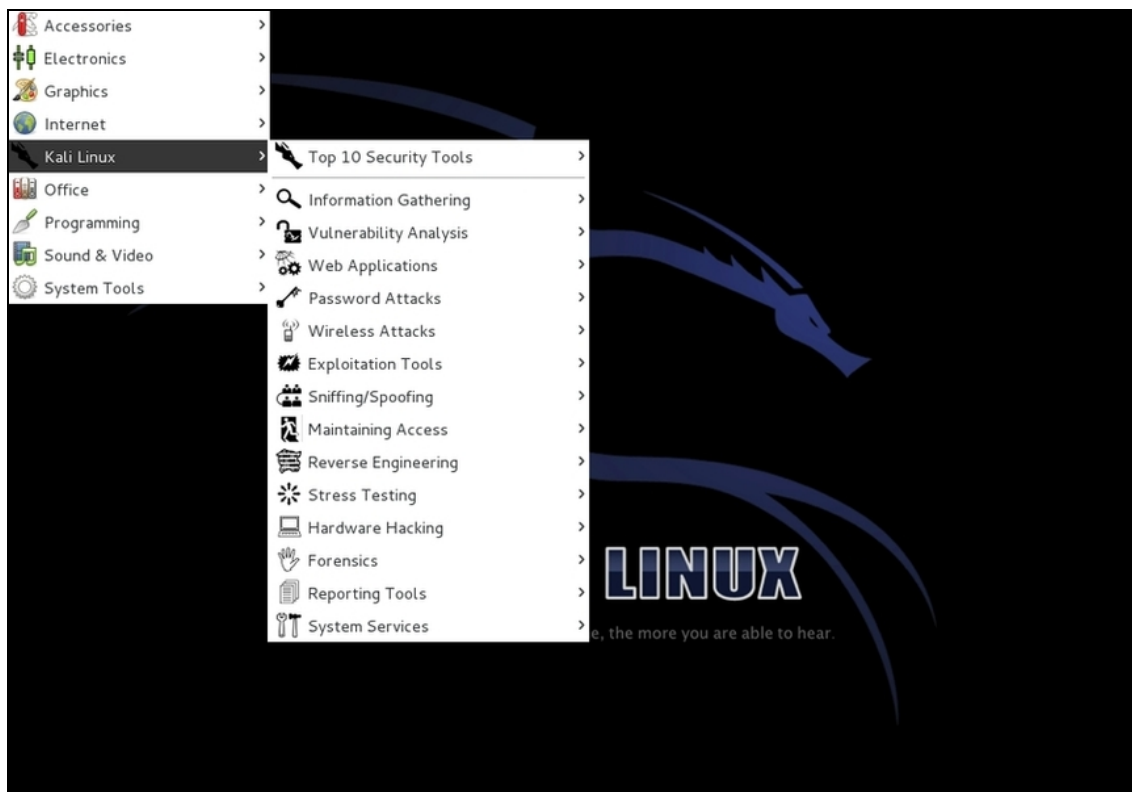 Accessories
Electronics
Graphics
Internet
Kali Linux
Office
Programming
Sound & Video
System Tools
Top 10 Security Tools
Information Gathering
Vulnerability Analysis
Web Applications
Password Attacks
Wireless Attacks
Exploitation Tools
Sniffing/Spoofing
Maintaining Access
Reverse Engineering
Stress Testing
Hardware Hacking
Forensics
Reporting Tools
System Services
LINUX
e, the more you are able to hear.